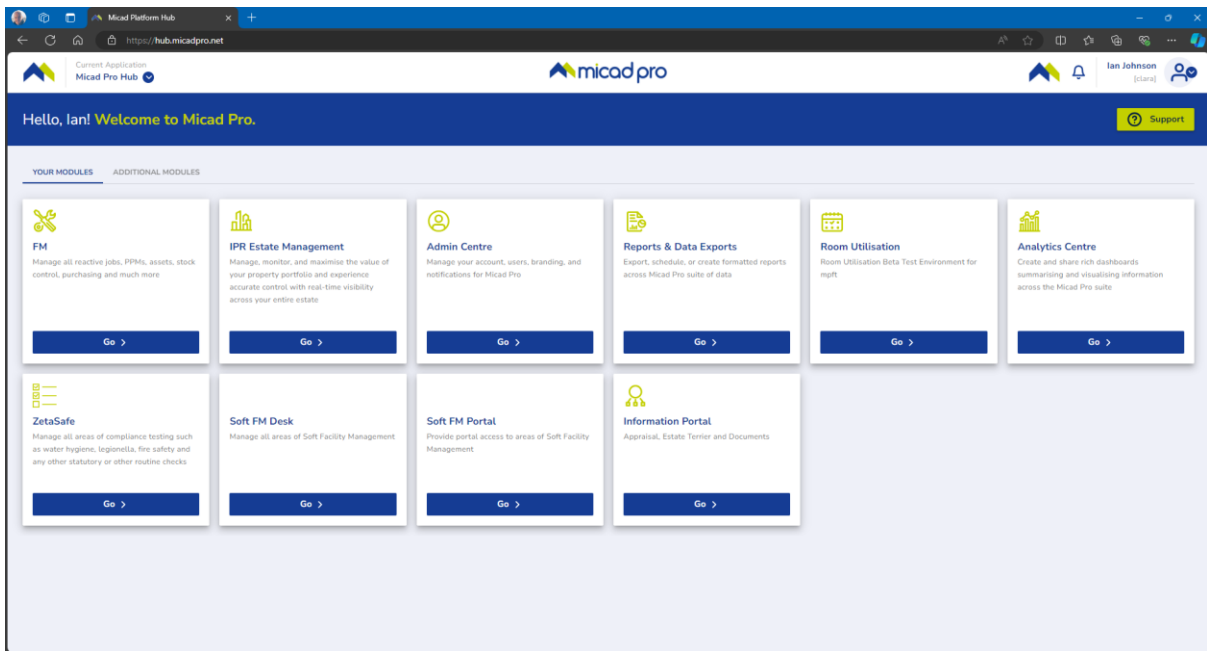 Micad Platform Hub
https://hub.micadpro.net
Current Application
Micad Pro Hub
micad pro
Ian Johnson
[clara]
Hello, Ian! Welcome to Micad Pro.
Support
YOUR MODULES
ADDITIONAL MODULES
FM
Manage all reactive jobs, PPMs, assets, stock
control, purchasing and much more
Go >
IPR Estate Management
Manage, monitor, and maximise the value of
your property portfolio and experience
accurate control with real-time visibility
across your entire estate
Go >
Admin Centre
Manage your account, users, branding, and
notifications for Micad Pro
Go >
Reports & Data Exports
Export, schedule, or create formatted reports
across Micad Pro suite of data
Go >
Room Utilisation
Room Utilisation Beta Test Environment for
mpft
Go >
Analytics Centre
Create and share rich dashboards
summarising and visualising information
across the Micad Pro suite
Go >
ZetaSafe
Manage all areas of compliance testing such
as water hygiene, legionella, fire safety and
any other statutory or other routine checks
Go >
Soft FM Desk
Manage all areas of Soft Facility Management
Go >
Soft FM Portal
Provide portal access to areas of Soft Facility
Management
Go >
Information Portal
Appraisal, Estate Terrier and Documents
Go >